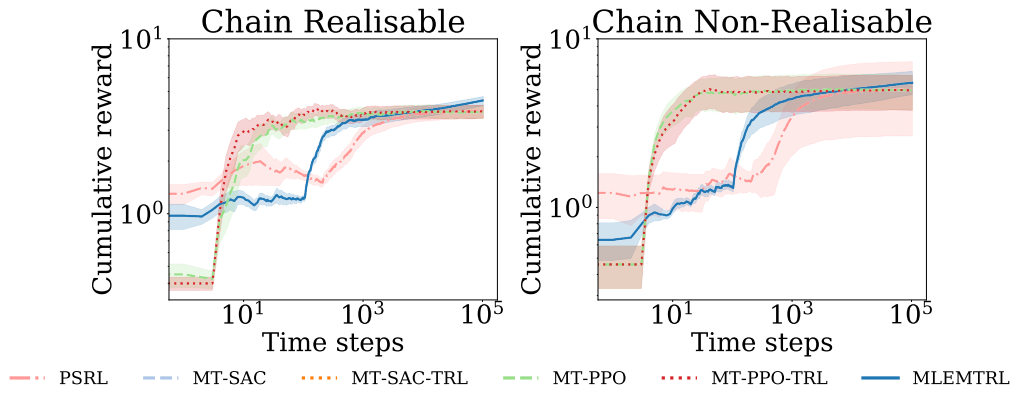 Chain Realisable
Chain Non-Realisable
Cumulative reward
10^1
10^0
10^1
10^3
10^5
Time steps
Cumulative reward
10^1
10^0
10^1
10^3
10^5
Time steps
PSRL
MT-SAC
MT-SAC-TRL
MT-PPO
MT-PPO-TRL
MLEMTRL